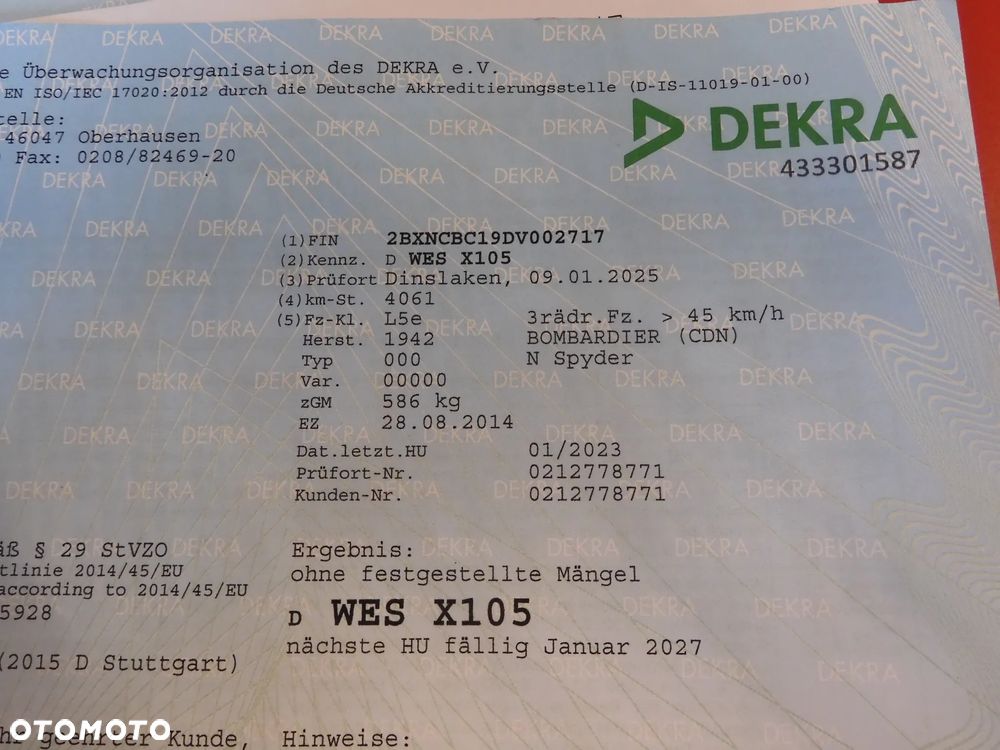 e Überwachungsorganisation des DEKRA e.V.
EN ISO/IEC 17020:2012 durch die Deutsche Akkreditierungsstelle (D-IS-11019-01-00)
telle:
46047 Oberhausen
Fax: 0208/82469-20
DEKRA
433301587
(1)FIN 2BXNCBC19DV002717
(2)Kennz. D WES X105
(3)Prüfort Dinslaken, 09.01.2025
(4)km-St. 4061
(5)Fz-Kl. L5e 3rädr.Fz. > 45 km/h
Herst. 1942 BOMBARDIER (CDN)
Typ 000 N Spyder
Var. 00000
zGM 586 kg
EZ 28.08.2014
Dat.letzt.HU 01/2023
Prüfort-Nr. 0212778771
Kunden-Nr. 0212778771
äß § 29 StVZO
tlinie 2014/45/EU
according to 2014/45/EU
5928
(2015 D Stuttgart)
Ergebnis:
ohne festgestellte Mängel
D WES X105
nächste HU fällig Januar 2027
hr geehrter Kunde, Hinweise:
OTOMOTO